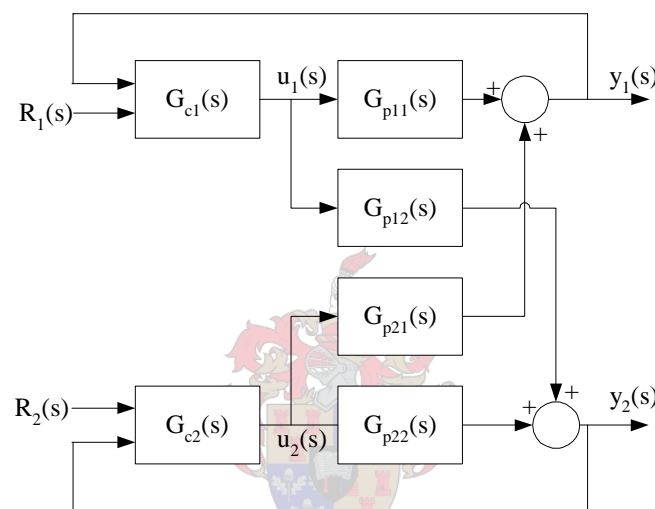 u₁(s)
y₁(s)
G_c1(s)
G_p11(s)
+
R₁(s)
+
G_p12(s)
G_p21(s)
R₂(s)
+
+
y₂(s)
G_c2(s)
u₂(s)
G_p22(s)